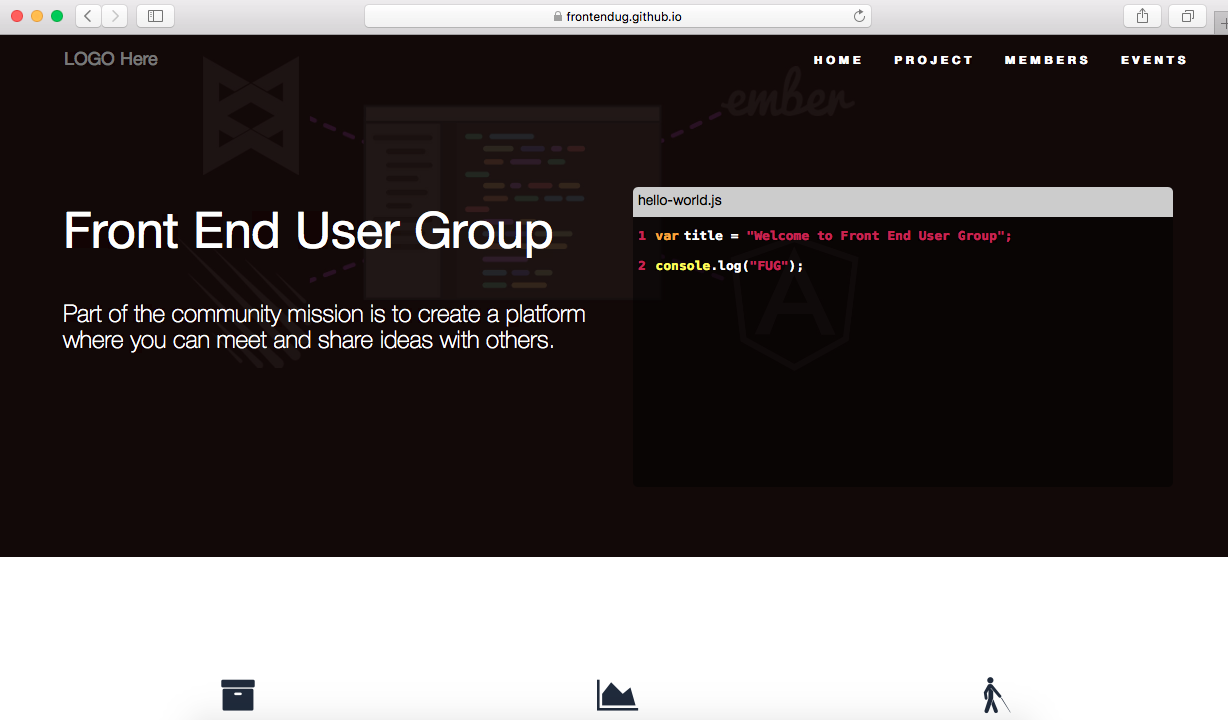 frontendug.github.io
LOGO Here
HOME PROJECT MEMBERS EVENTS
ember
Front End User Group
Part of the community mission is to create a platform
where you can meet and share ideas with others.
hello-world.js
1 var title = "Welcome to Front End User Group";
2 console.log("FUG");
A